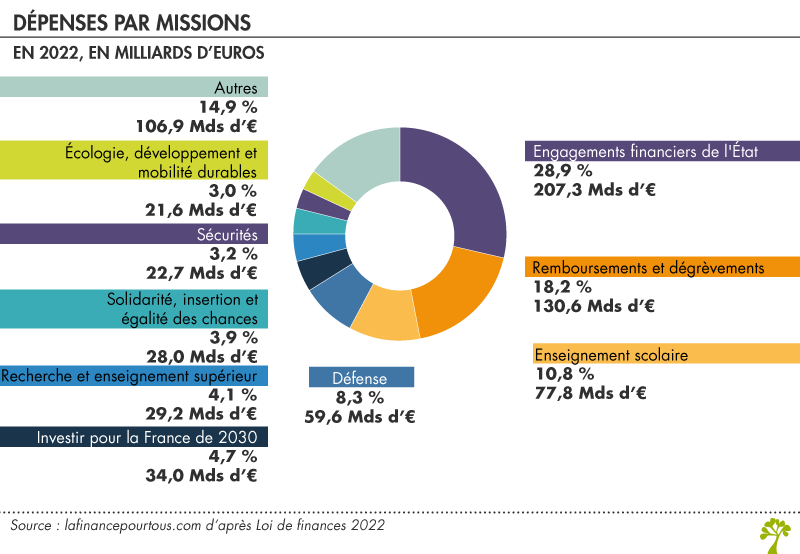 DÉPENSES PAR MISSIONS
EN 2022, EN MILLIARDS D’EUROS
Autres
14,9 %
106,9 Mds d’€
Écologie, développement et
mobilité durables
3,0 %
21,6 Mds d’€
Sécurités
3,2 %
22,7 Mds d’€
Solidarité, insertion et
égalité des chances
3,9 %
28,0 Mds d’€
Recherche et enseignement supérieur
4,1 %
29,2 Mds d’€
Investir pour la France de 2030
4,7 %
34,0 Mds d’€
Défense
8,3 %
59,6 Mds d’€
Engagements financiers de l'État
28,9 %
207,3 Mds d’€
Remboursements et dégrèvements
18,2 %
130,6 Mds d’€
Enseignement scolaire
10,8 %
77,8 Mds d’€
Source : lafinancepourtous.com d’après Loi de finances 2022